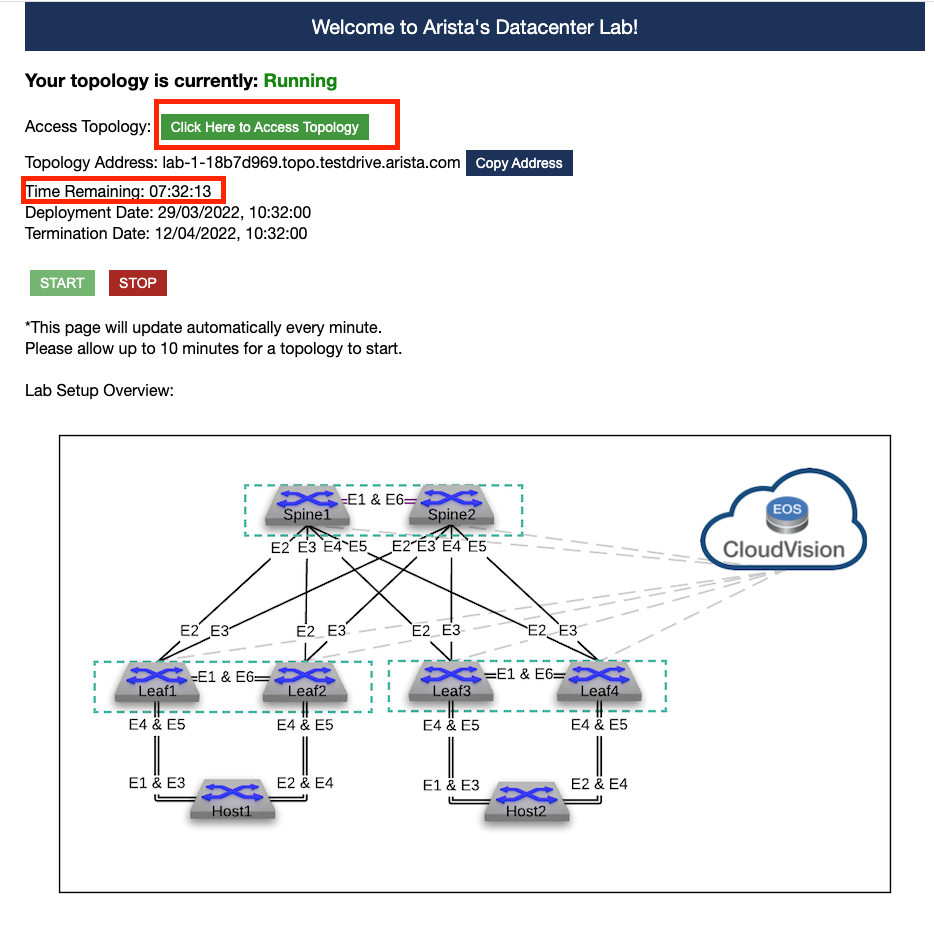 Welcome to Arista's Datacenter Lab!
Your topology is currently: Running
Access Topology: Click Here to Access Topology
Topology Address: lab-1-18b7d969.topo.testdrive.arista.com Copy Address
Time Remaining: 07:32:13
Deployment Date: 29/03/2022, 10:32:00
Termination Date: 12/04/2022, 10:32:00
START STOP
*This page will update automatically every minute.
Please allow up to 10 minutes for a topology to start.
Lab Setup Overview:
E1 & E6
Spine1 Spine2
EOS
CloudVision
E2 E3 E4 E5 E2 E3 E4 E5
E2 E3 E2 E3 E2 E3 E2 E3
E1 & E6 E1 & E6
Leaf1 Leaf2 Leaf3 Leaf4
E4 & E5 E4 & E5 E4 & E5 E4 & E5
E1 & E3 E2 & E4 E1 & E3 E2 & E4
Host1 Host2